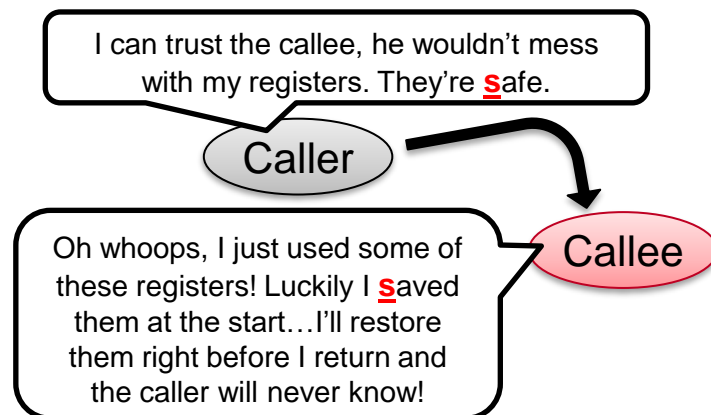 I can trust the callee, he wouldn’t mess
with my registers. They’re safe.
Caller
Callee
Oh whoops, I just used some of
these registers! Luckily I saved
them at the start…I’ll restore
them right before I return and
the caller will never know!